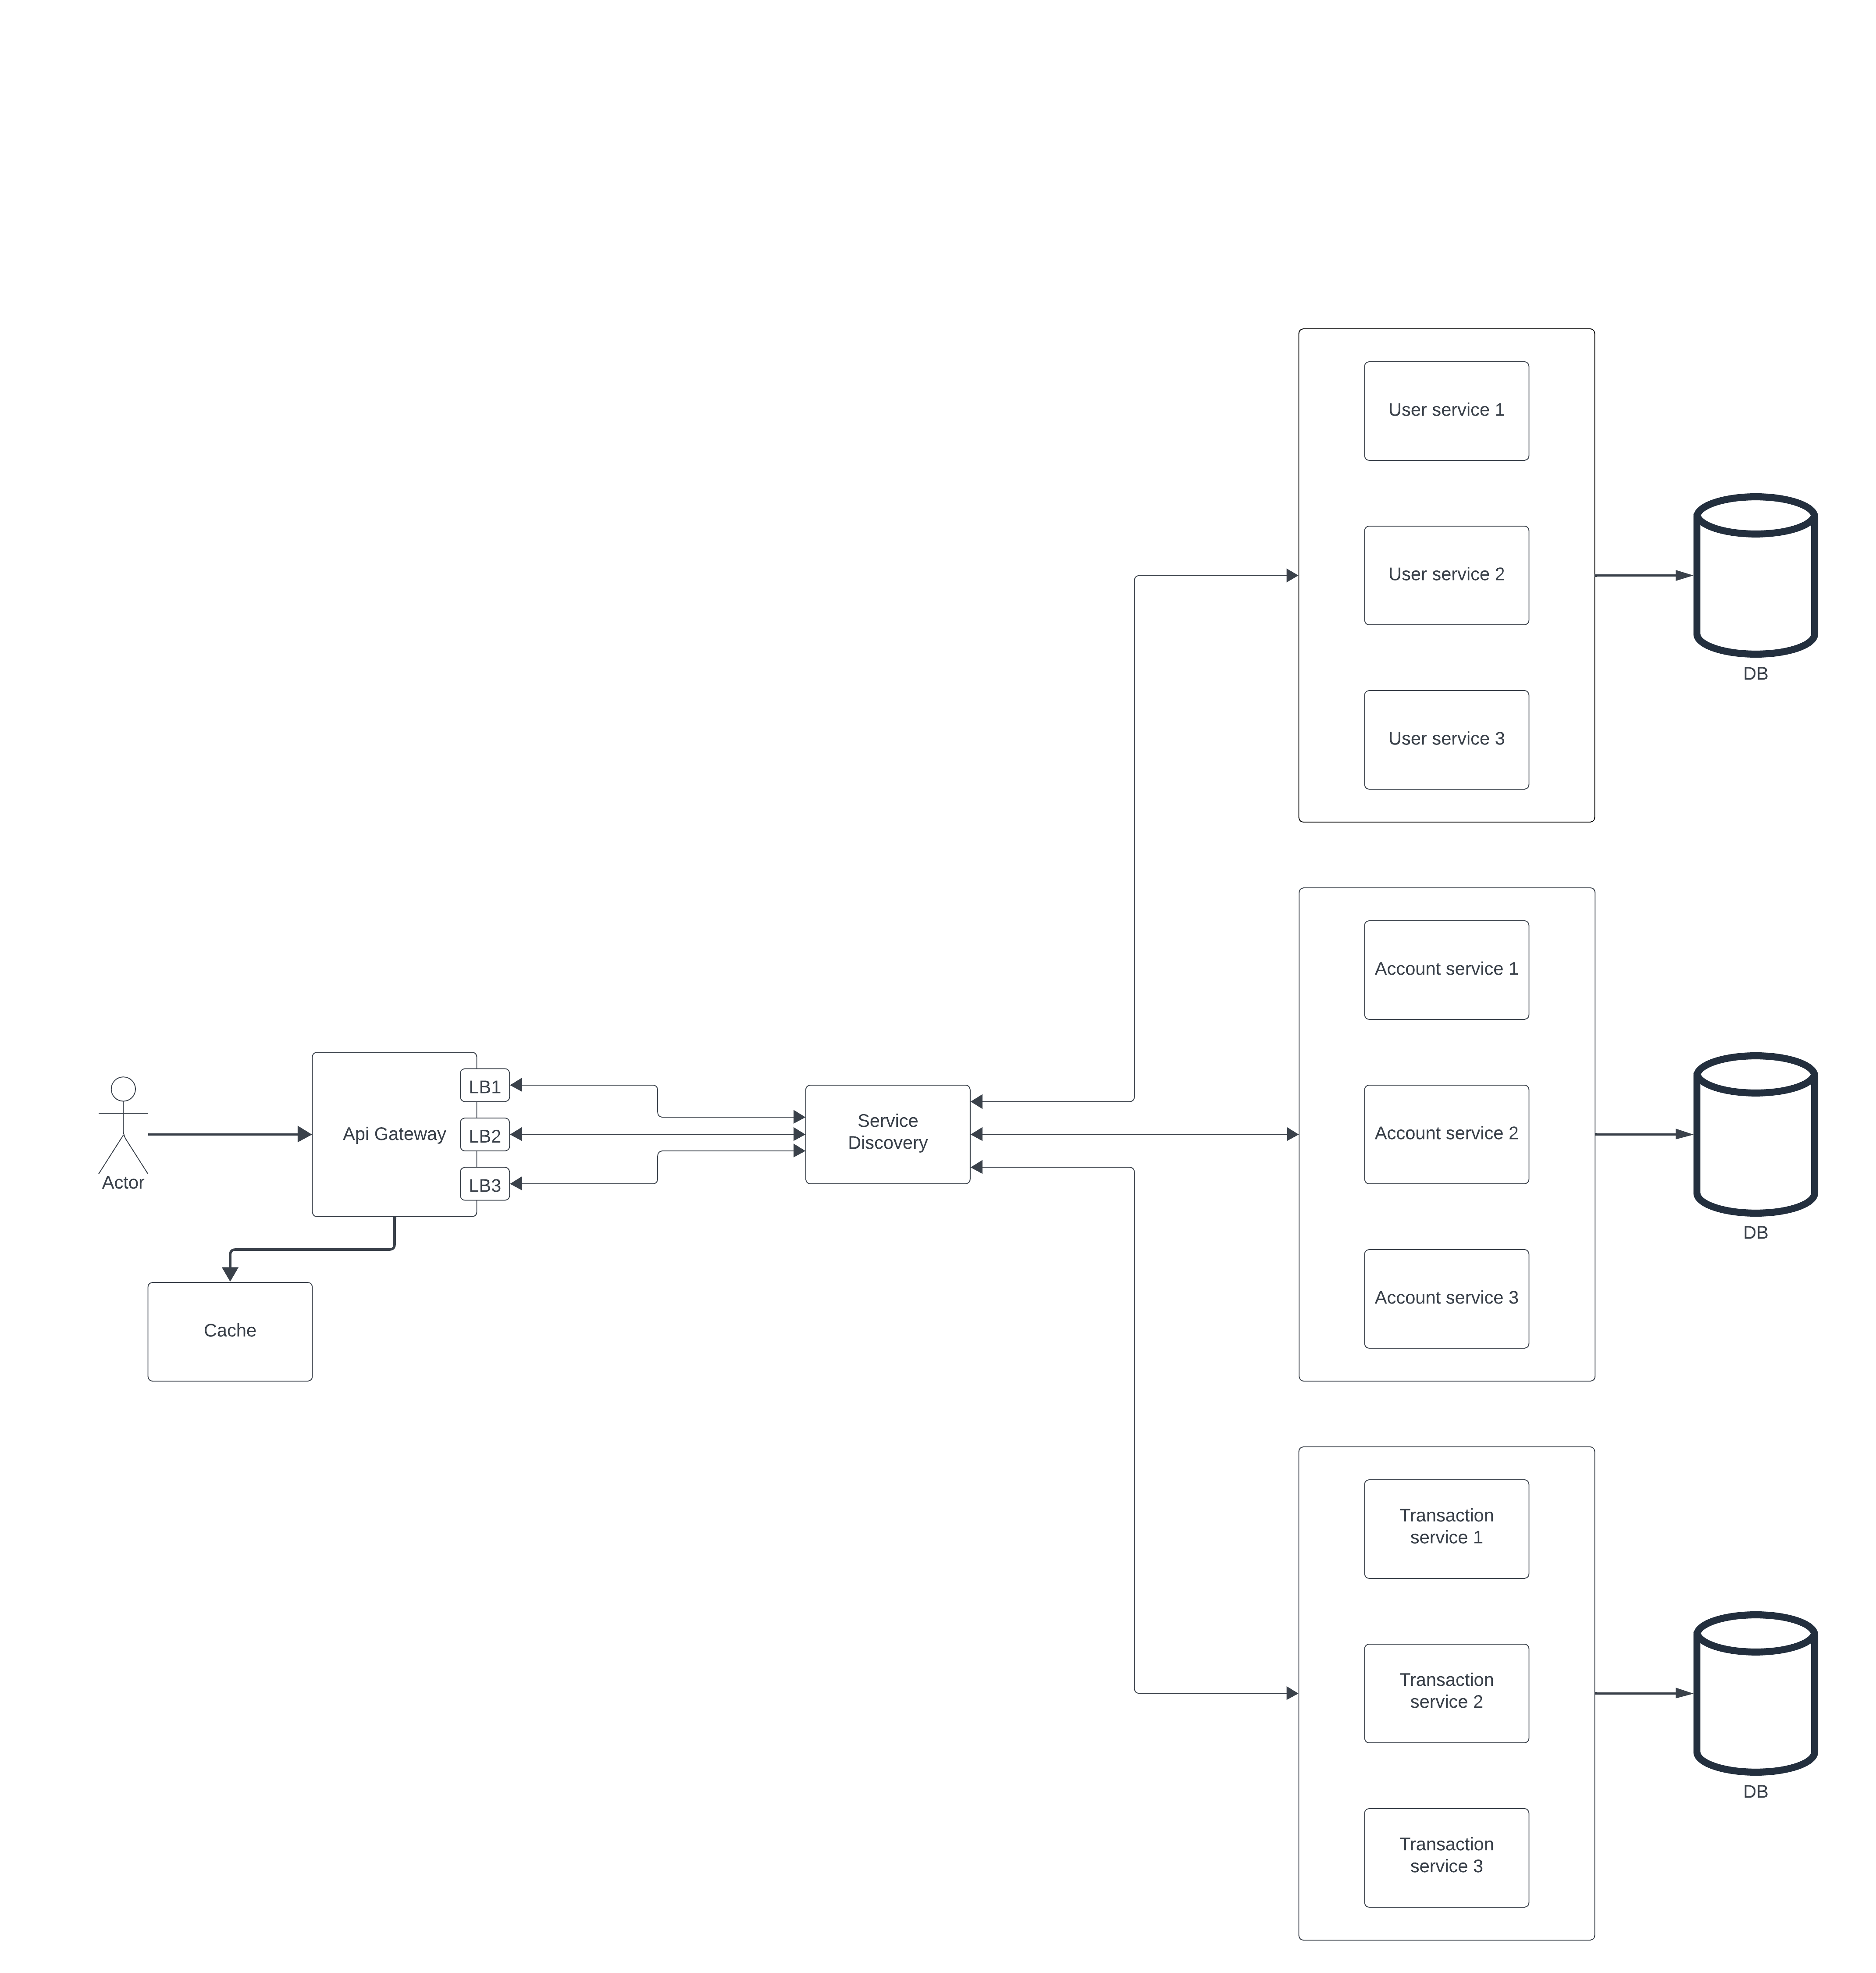 User service 1
User service 2
User service 3
DB
Account service 1
Account service 2
Account service 3
DB
Actor
Api Gateway
LB1
LB2
LB3
Service
Discovery
Cache
Transaction
service 1
Transaction
service 2
Transaction
service 3
DB